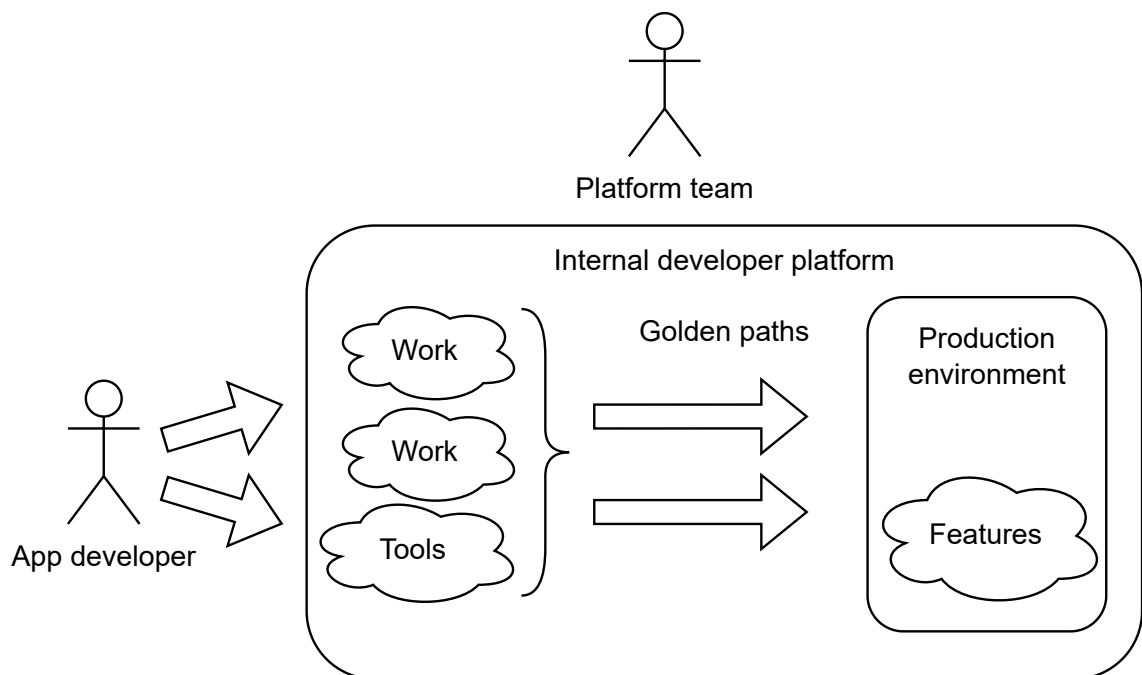 Platform team
Internal developer platform
Work
Golden paths
Production
environment
Work
Tools
Features
App developer